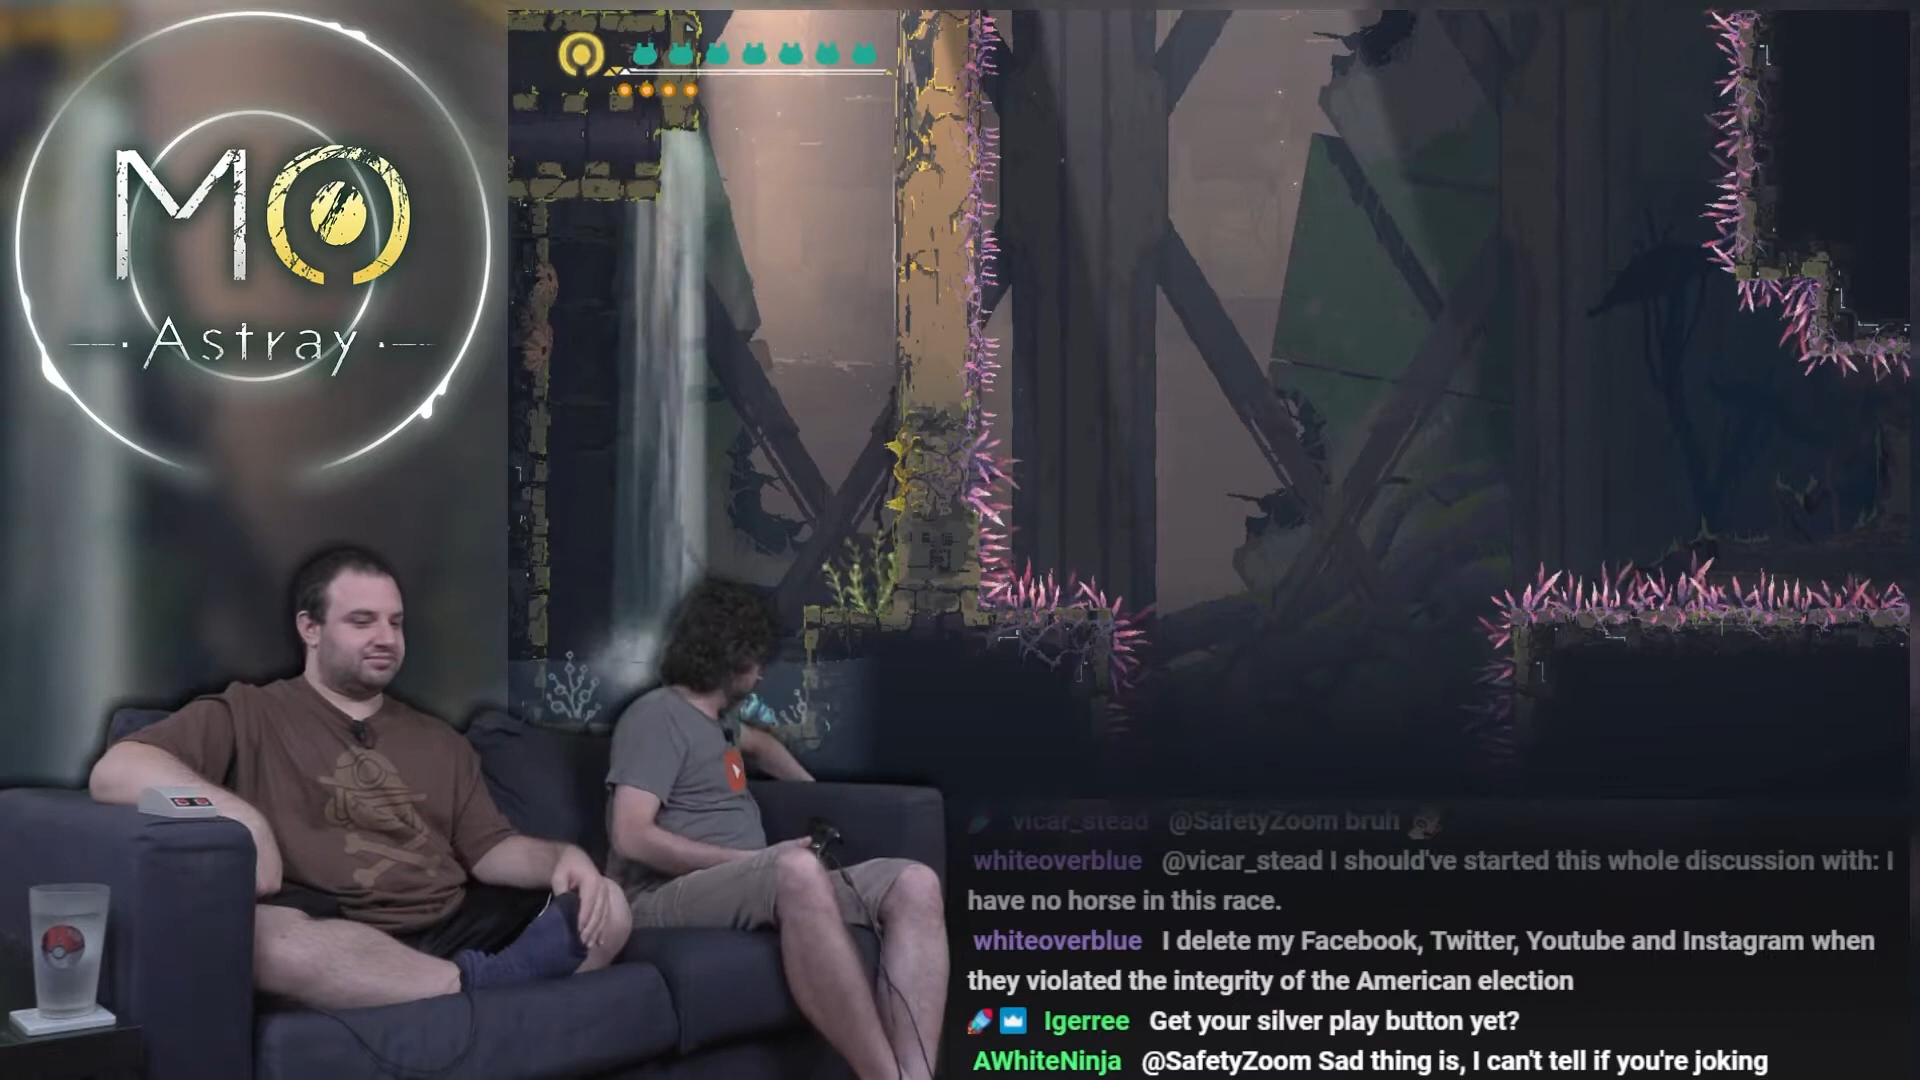 MO
Astray
vicar_stead @SafetyZoom bruh
whiteoverblue @vicar_stead I should've started this whole discussion with: I
have no horse in this race.
whiteoverblue I delete my Facebook, Twitter, Youtube and Instagram when
they violated the integrity of the American election
Igerree Get your silver play button yet?
AWhiteNinja @SafetyZoom Sad thing is, I can't tell if you're joking